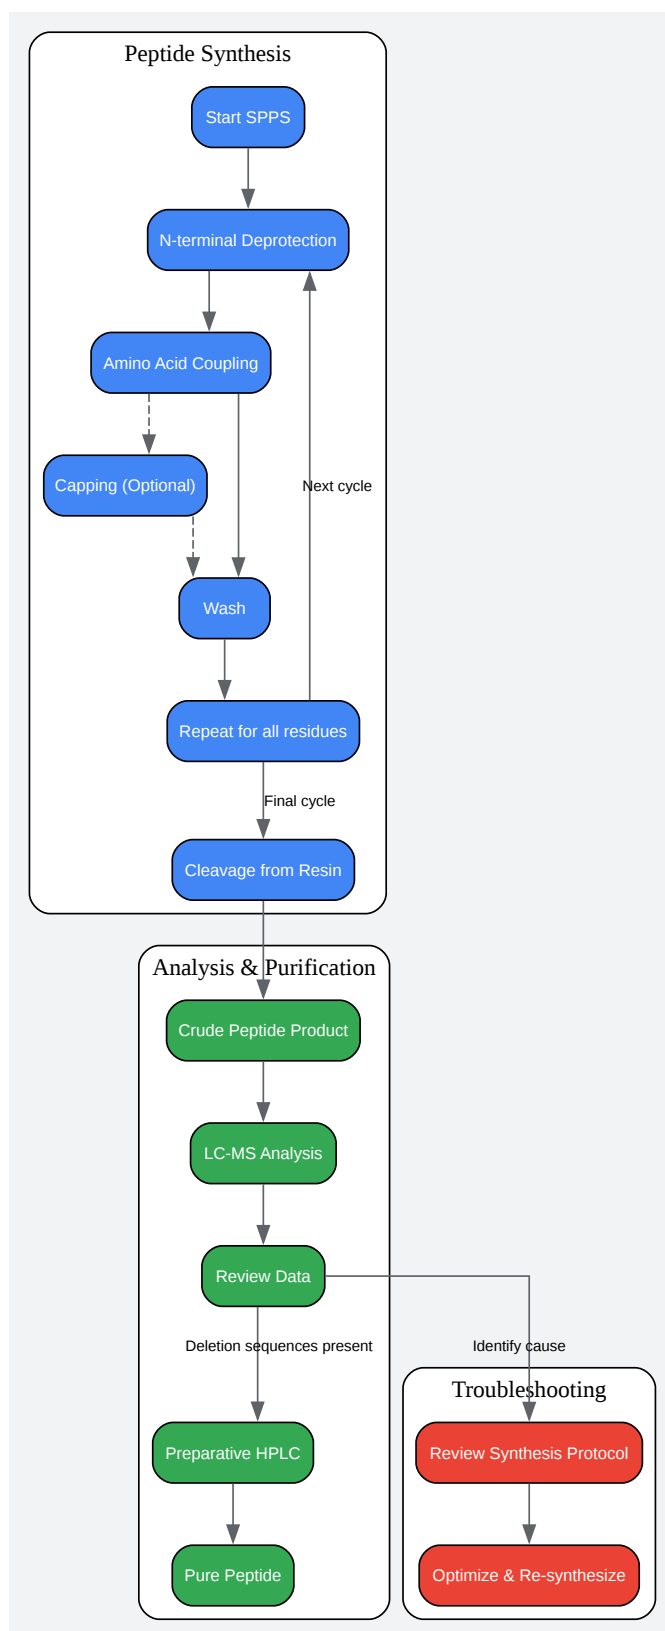 Peptide Synthesis
Start SPPS
N-terminal Deprotection
Amino Acid Coupling
Capping (Optional)
Next cycle
Wash
Repeat for all residues
Final cycle
Cleavage from Resin
Analysis & Purification
Crude Peptide Product
LC-MS Analysis
Review Data
Deletion sequences present
Identify cause
Troubleshooting
Preparative HPLC
Review Synthesis Protocol
Pure Peptide
Optimize & Re-synthesize